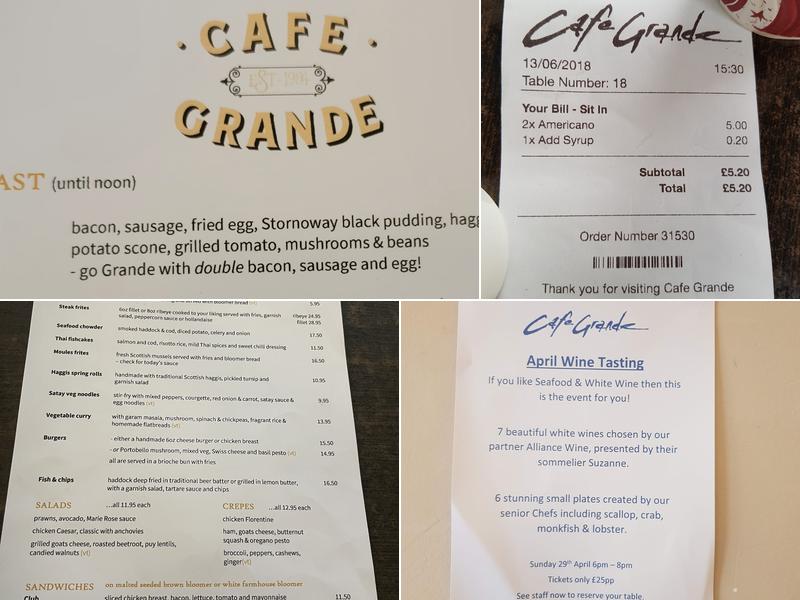 · CAFE ·
EST-1994
GRANDE
AST (until noon)
bacon, sausage, fried egg, Stornoway black pudding, hagg
potato scone, grilled tomato, mushrooms & beans
- go Grande with double bacon, sausage and egg!
Cafe Grande
13/06/2018 15:30
Table Number: 18
Your Bill - Sit In
2x Americano 5.00
1x Add Syrup 0.20
Subtotal £5.20
Total £5.20
Order Number 31530
Thank you for visiting Cafe Grande
served with bloomer bread (vt) 5.95
Steak frites 6oz fillet or 8oz ribeye cooked to your liking served with fries, garnish ribeye 24.95
salad, peppercorn sauce or hollandaise fillet 28.95
Seafood chowder smoked haddock & cod, diced potato, celery and onion 17.50
Thai fishcakes salmon and cod, risotto rice, mild Thai spices and sweet chilli dressing 11.50
Moules frites fresh Scottish mussels served with fries and bloomer bread 16.50
– check for today's sauce
Haggis spring rolls handmade with traditional Scottish haggis, pickled turnip and 10.95
garnish salad
Satay veg noodles stir-fry with mixed peppers, courgette, red onion & carrot, satay sauce & 9.95
egg noodles (vt)
Vegetable curry with garam masala, mushroom, spinach & chickpeas, fragrant rice & 13.95
homemade flatbreads (vt)
Burgers - either a handmade 6oz cheese burger or chicken breast 15.50
- or Portobello mushroom, mixed veg, Swiss cheese and basil pesto (vt) 14.95
all are served in a brioche bun with fries
Fish & chips haddock deep fried in traditional beer batter or grilled in lemon butter, 16.50
with a garnish salad, tartare sauce and chips
SALADS ...all 11.95 each
prawns, avocado, Marie Rose sauce
chicken Caesar, classic with anchovies
grilled goats cheese, roasted beetroot, puy lentils,
candied walnuts (vt)
CREPES ...all 12.95 each
chicken Florentine
ham, goats cheese, butternut
squash & oregano pesto
broccoli, peppers, cashews,
ginger(vt)
SANDWICHES on malted seeded brown bloomer or white farmhouse bloomer
Club sliced chicken breast, bacon, lettuce, tomato and mayonnaise 11.50
Cafe Grande
April Wine Tasting
If you like Seafood & White Wine then this
is the event for you!
7 beautiful white wines chosen by our
partner Alliance Wine, presented by their
sommelier Suzanne.
6 stunning small plates created by our
senior Chefs including scallop, crab,
monkfish & lobster.
Sunday 29th April 6pm – 8pm
Tickets only £25pp
See staff now to reserve your table.